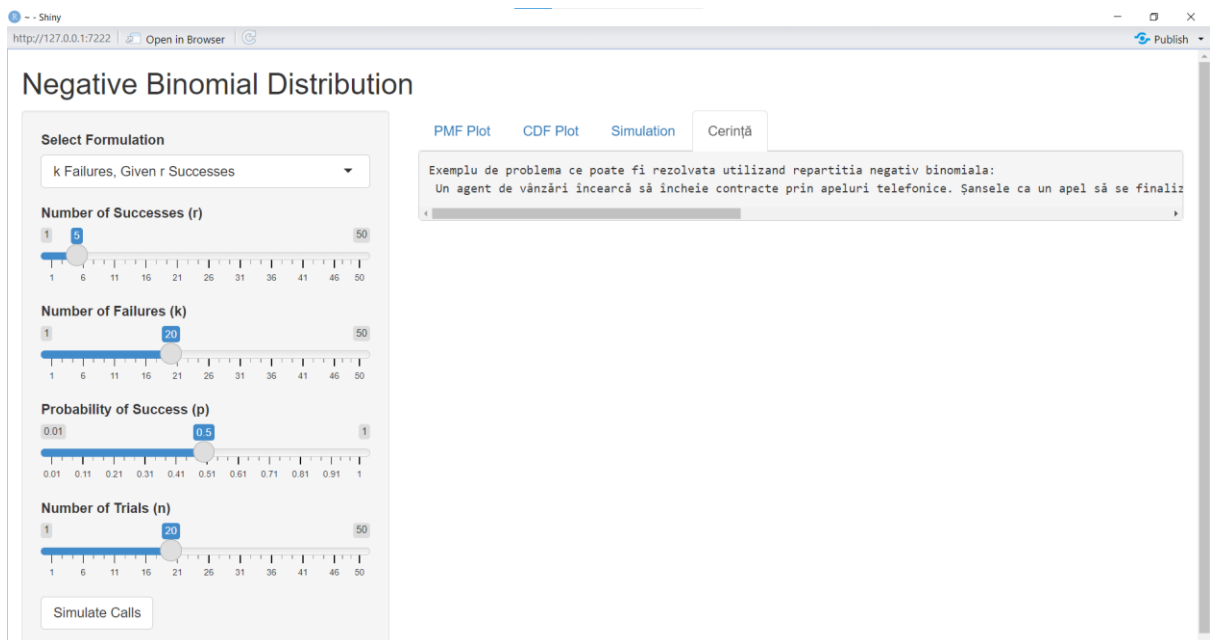 ~ - Shiny
http://127.0.0.1:7222 Open in Browser Publish
Negative Binomial Distribution
Select Formulation
k Failures, Given r Successes
Number of Successes (r)
1 5 50
1 6 11 16 21 26 31 36 41 46 50
Number of Failures (k)
1 20 50
1 6 11 16 21 26 31 36 41 46 50
Probability of Success (p)
0.01 0.5 1
0.01 0.11 0.21 0.31 0.41 0.51 0.61 0.71 0.81 0.91 1
Number of Trials (n)
1 20 50
1 6 11 16 21 26 31 36 41 46 50
Simulate Calls
PMF Plot CDF Plot Simulation Cerință
Exemplu de problema ce poate fi rezolvata utilizand repartitia negativ binomiala:
Un agent de vânzări încearcă să încheie contracte prin apeluri telefonice. Șansele ca un apel să se finaliz